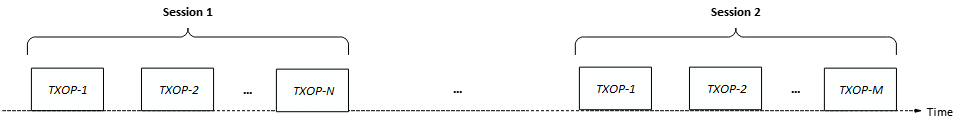 Session 1
Session 2
TXOP-1
TXOP-2
...
TXOP-N
...
TXOP-1
TXOP-2
...
TXOP-M
Time